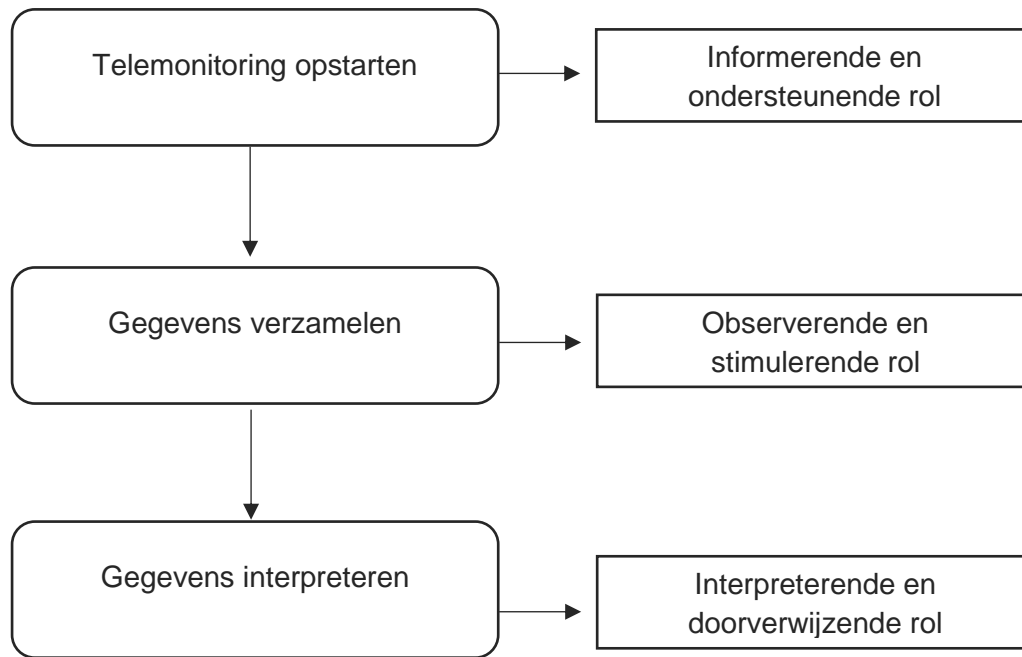 Telemonitoring opstarten
Informerende en
ondersteunende rol
Gegevens verzamelen
Observerende en
stimulerende rol
Gegevens interpreteren
Interpreterende en
doorverwijzende rol